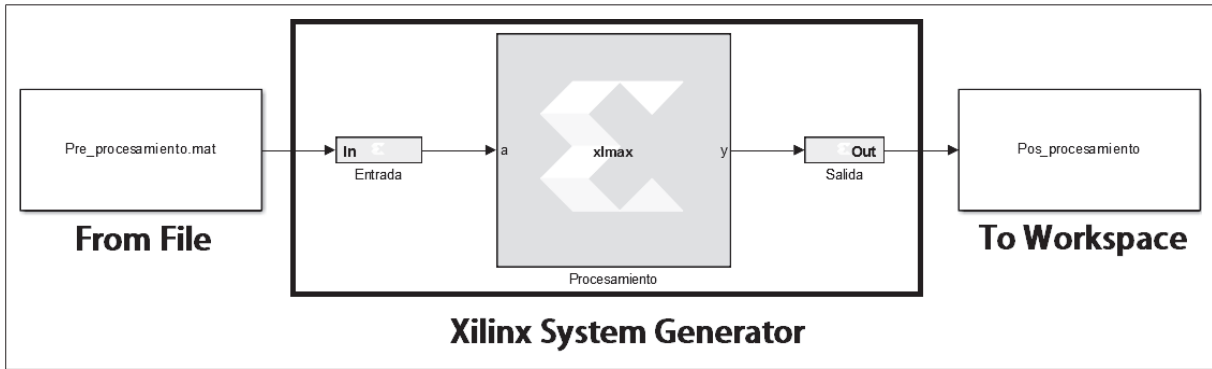 Pre_procesamiento.mat
From File
In
Entrada
a
xlmax
y
Procesamiento
Out
Salida
Pos_procesamiento
To Workspace
Xilinx System Generator